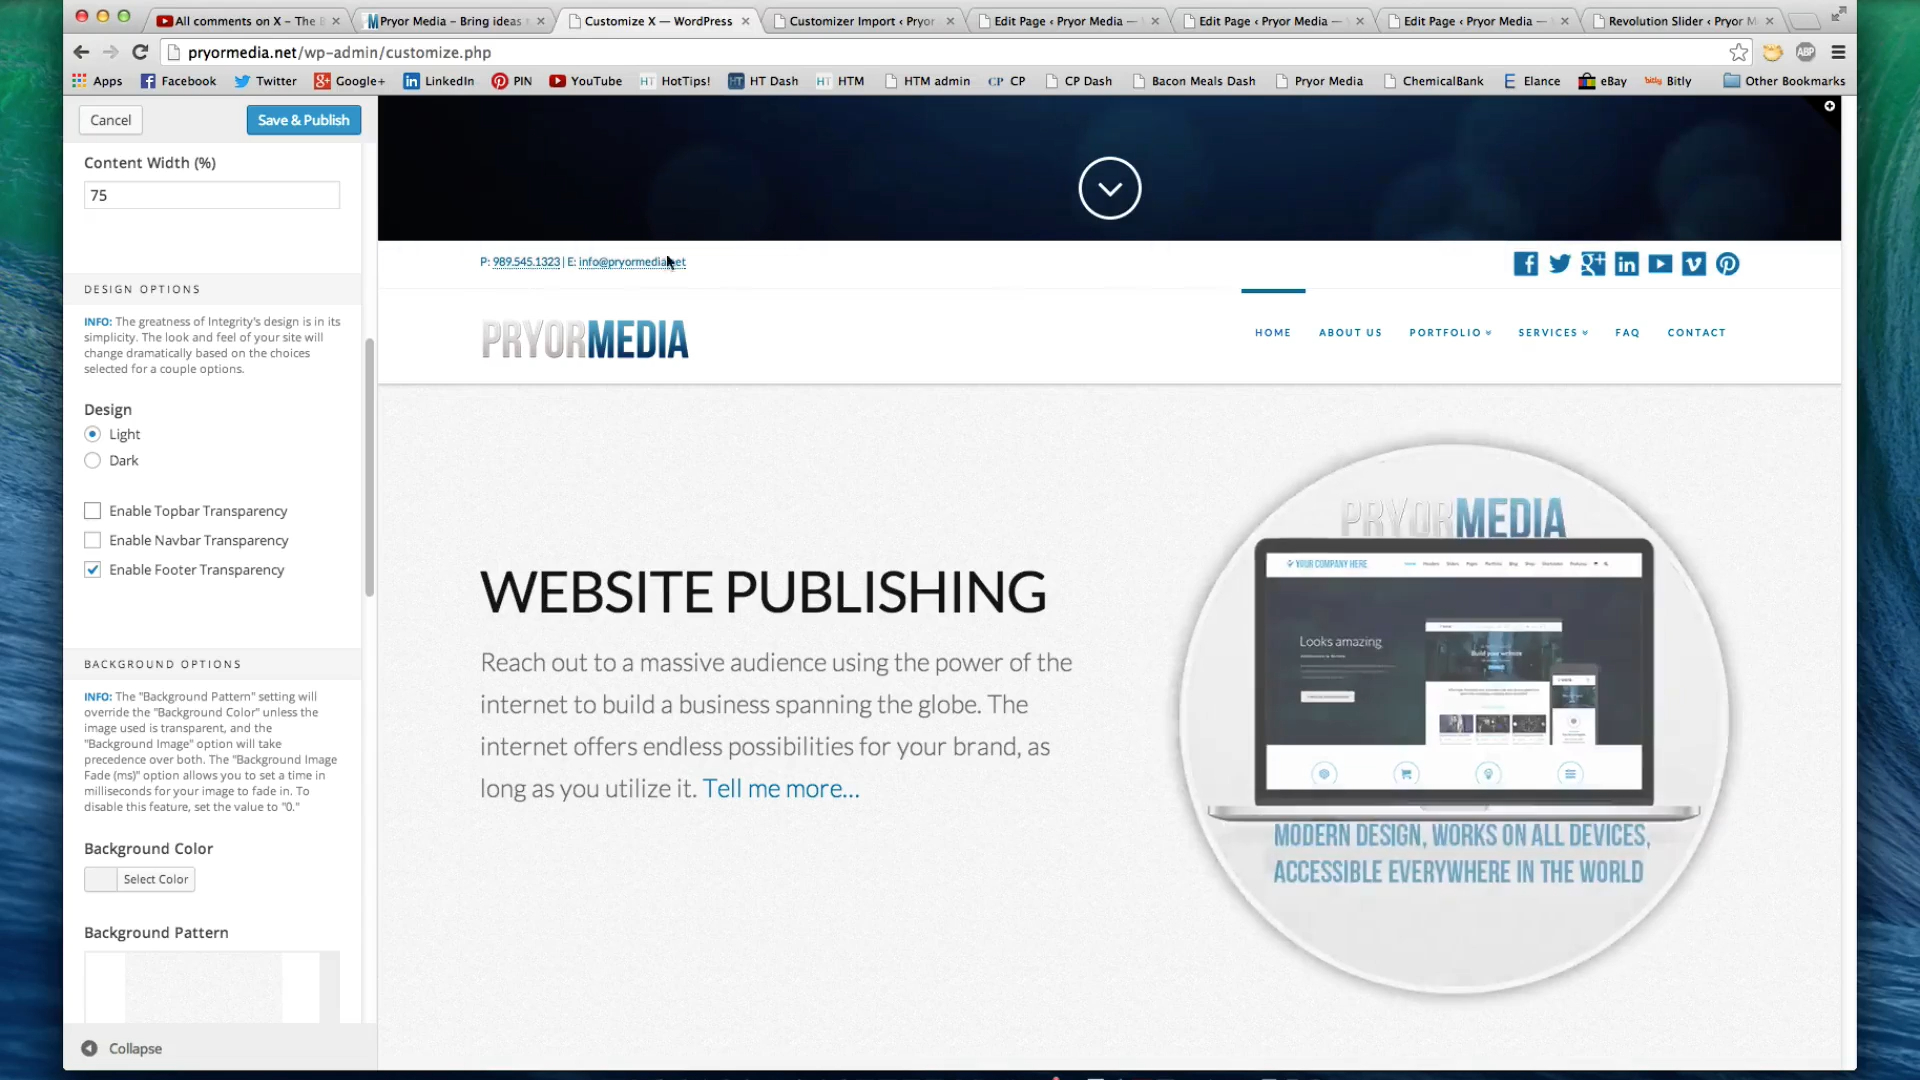 All comments on X – The B
Pryor Media – Bring ideas t
Customize X — WordPress
Customizer Import ‹ Pryor
Edit Page ‹ Pryor Media —
Edit Page ‹ Pryor Media —
Edit Page ‹ Pryor Media —
Revolution Slider ‹ Pryor M
pryormedia.net/wp-admin/customize.php
ABP
Apps
Facebook
Twitter
Google+
LinkedIn
PIN
YouTube
HT HotTips!
HT HT Dash
HT HTM
HTM admin
CP CP
CP Dash
Bacon Meals Dash
Pryor Media
ChemicalBank
Elance
eBay
bitly Bitly
Other Bookmarks
Cancel
Save & Publish
Content Width (%)
75
DESIGN OPTIONS
INFO: The greatness of Integrity's design is in its
simplicity. The look and feel of your site will
change dramatically based on the choices
selected for a couple options.
Design
Light
Dark
Enable Topbar Transparency
Enable Navbar Transparency
Enable Footer Transparency
BACKGROUND OPTIONS
INFO: The "Background Pattern" setting will
override the "Background Color" unless the
image used is transparent, and the
"Background Image" option will take
precedence over both. The "Background Image
Fade (ms)" option allows you to set a time in
milliseconds for your image to fade in. To
disable this feature, set the value to "0."
Background Color
Select Color
Background Pattern
Collapse
P: 989.545.1323 | E: info@pryormedia.net
PRYORMEDIA
HOME
ABOUT US
PORTFOLIO
SERVICES
FAQ
CONTACT
WEBSITE PUBLISHING
Reach out to a massive audience using the power of the
internet to build a business spanning the globe. The
internet offers endless possibilities for your brand, as
long as you utilize it. Tell me more...
PRYORMEDIA
YOUR COMPANY HERE
Looks amazing
Build your website
MODERN DESIGN, WORKS ON ALL DEVICES,
ACCESSIBLE EVERYWHERE IN THE WORLD